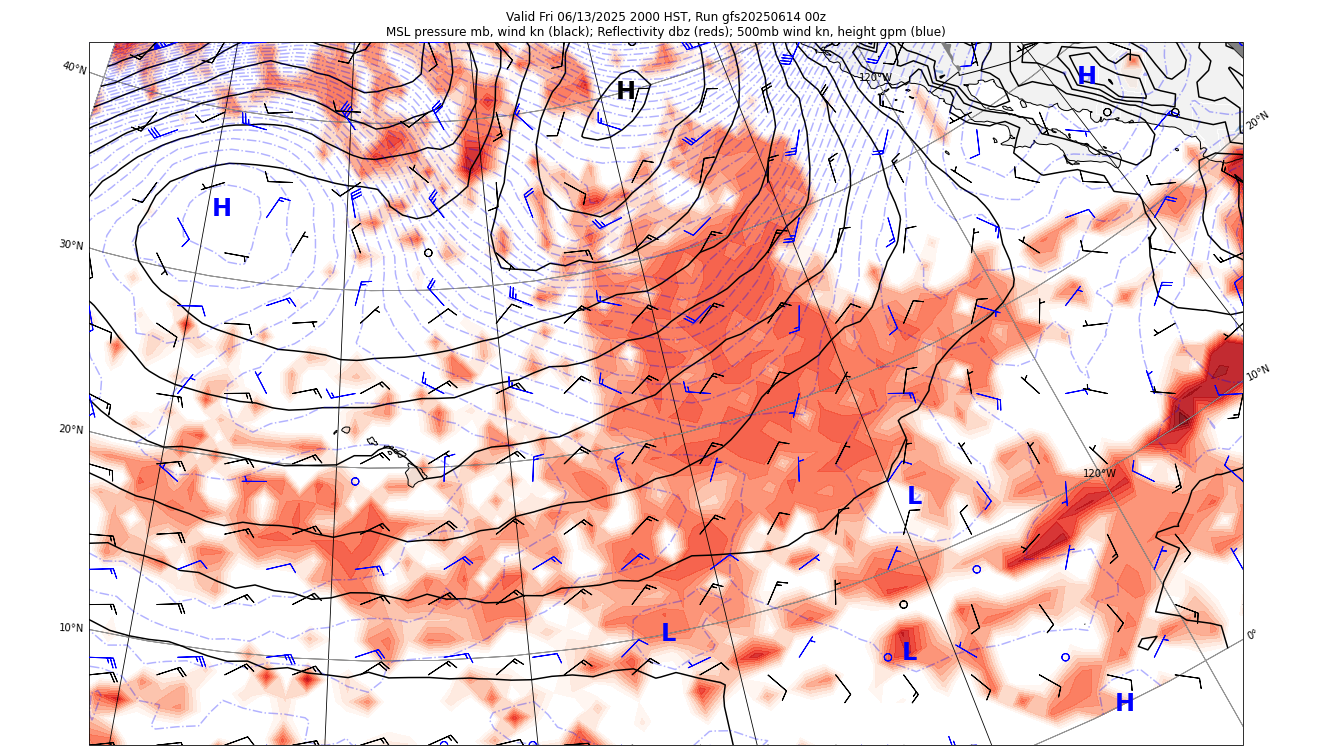 Valid Fri 06/13/2025 2000 HST, Run gfs20250614 00z
MSL pressure mb, wind kn (black); Reflectivity dbz (reds); 500mb wind kn, height gpm (blue)
40°N
120°W
H
H
20°N
H
30°N
10°N
20°N
120°W
L
10°N
L
0°
L
H